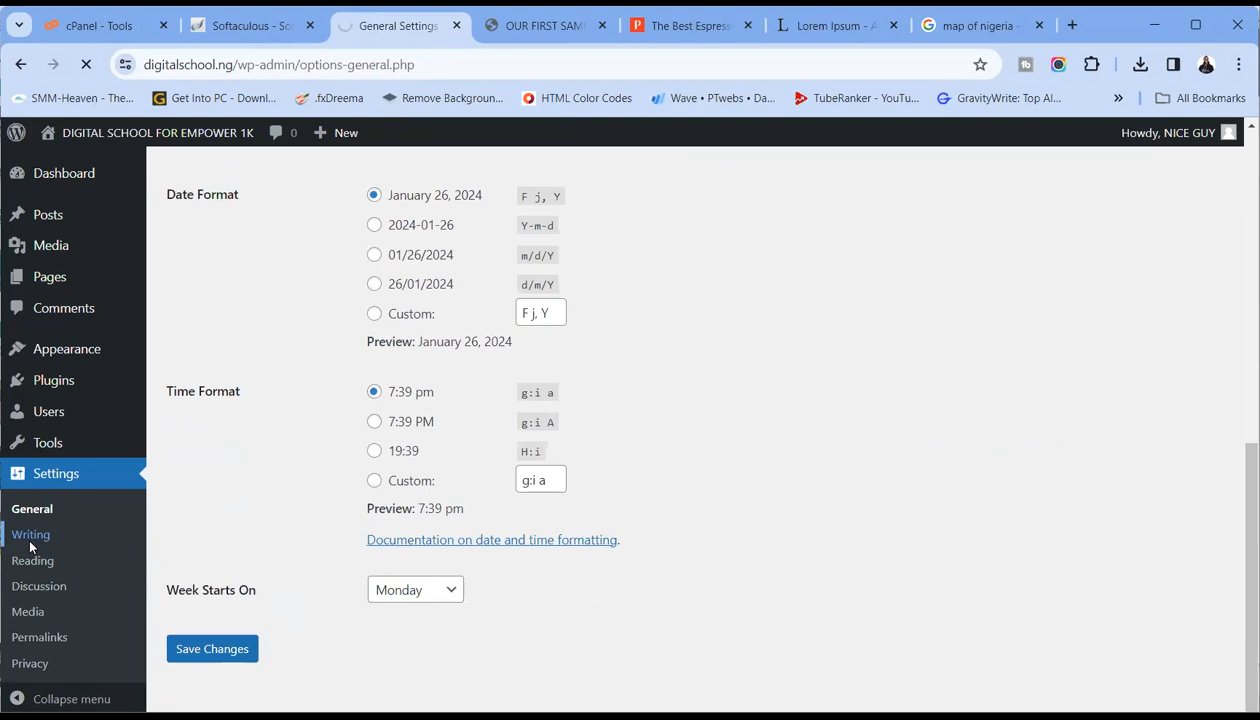 cPanel - Tools
Softaculous - So
General Settings
OUR FIRST SAM
The Best Espres
Lorem Ipsum - A
map of nigeria -
digitalschool.ng/wp-admin/options-general.php
SMM-Heaven - The...
Get Into PC - Downl...
.fxDreema
Remove Backgroun...
HTML Color Codes
Wave • PTwebs • Da...
TubeRanker - YouTu...
GravityWrite: Top Al...
All Bookmarks
DIGITAL SCHOOL FOR EMPOWER 1K
0
New
Howdy, NICE GUY
Dashboard
Posts
Media
Pages
Comments
Appearance
Plugins
Users
Tools
Settings
General
Writing
Reading
Discussion
Media
Permalinks
Privacy
Collapse menu
Date Format
January 26, 2024 F j, Y
2024-01-26 Y-m-d
01/26/2024 m/d/Y
26/01/2024 d/m/Y
Custom: F j, Y
Preview: January 26, 2024
Time Format
7:39 pm g:i a
7:39 PM g:i A
19:39 H:i
Custom: g:i a
Preview: 7:39 pm
Documentation on date and time formatting.
Week Starts On
Monday
Save Changes